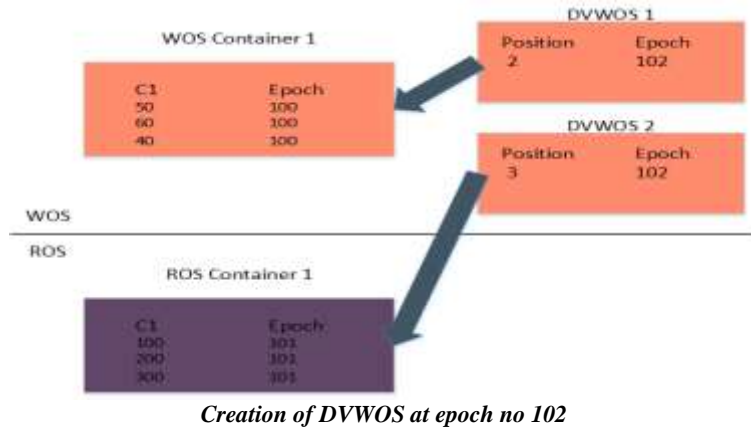 DVWOS 1
WOS Container 1
Position Epoch
2 102
C1 Epoch
50 100
60 100
40 100
DVWOS 2
Position Epoch
3 102
WOS
ROS
ROS Container 1
C1 Epoch
100 101
200 101
300 101
Creation of DVWOS at epoch no 102